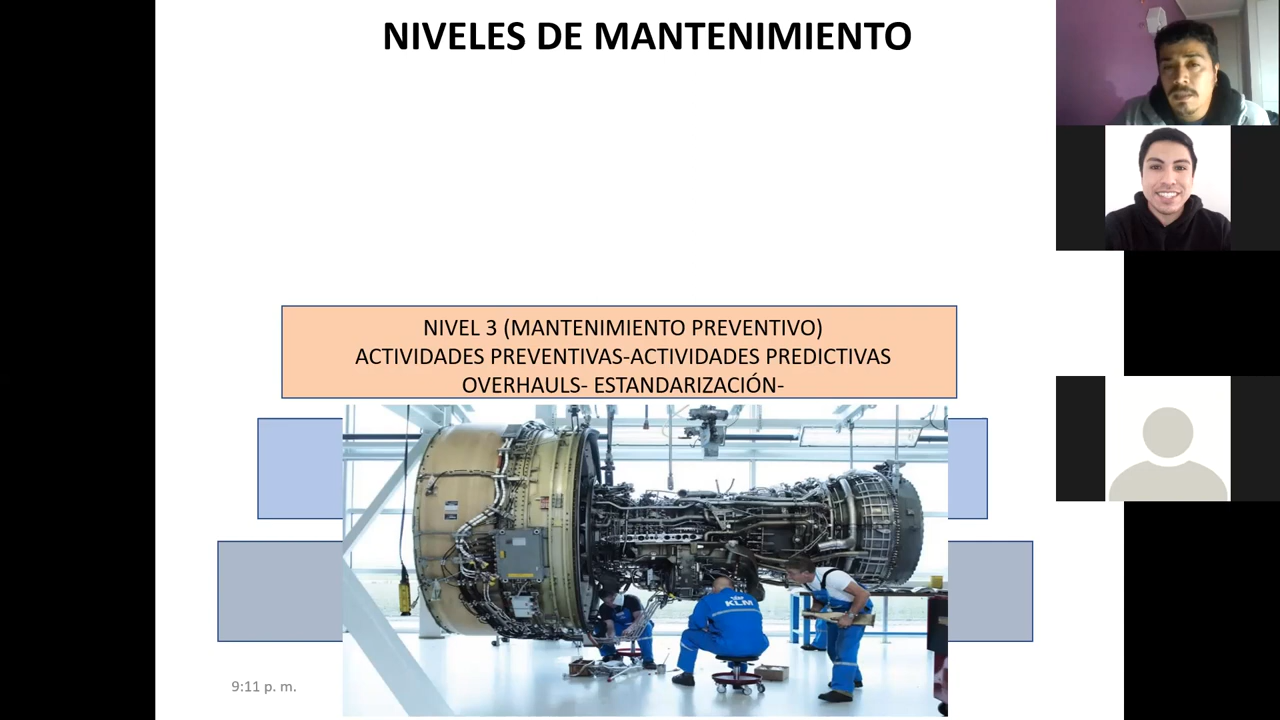 NIVELES DE MANTENIMIENTO
NIVEL 3 (MANTENIMIENTO PREVENTIVO)
ACTIVIDADES PREVENTIVAS-ACTIVIDADES PREDICTIVAS
OVERHAULS- ESTANDARIZACIÓN-
KLM
9:11 p. m.